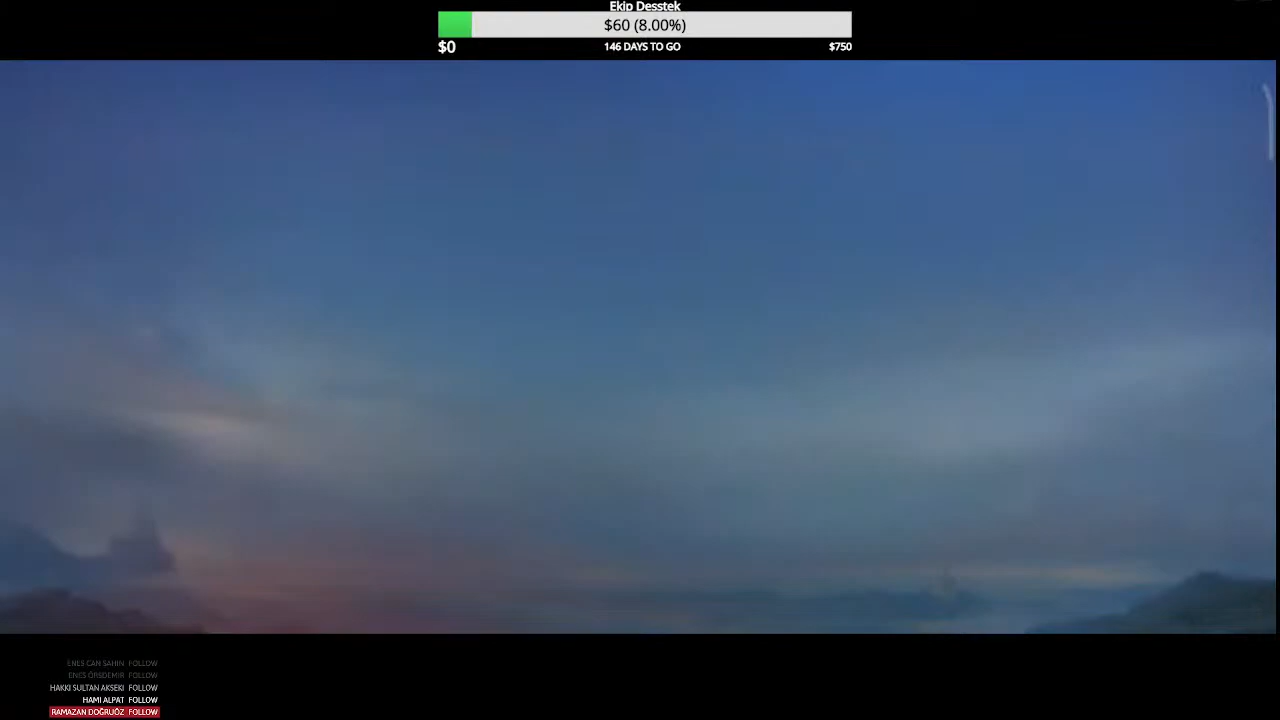 Ekip Desstek
$60 (8.00%)
$0 146 DAYS TO GO $750
ENES CAN ŞAHİN FOLLOW
ENES ÖRSDEMİR FOLLOW
HAKKI SULTAN AKSEKI FOLLOW
HAMI ALPAT FOLLOW
RAMAZAN DOĞRUÖZ FOLLOW